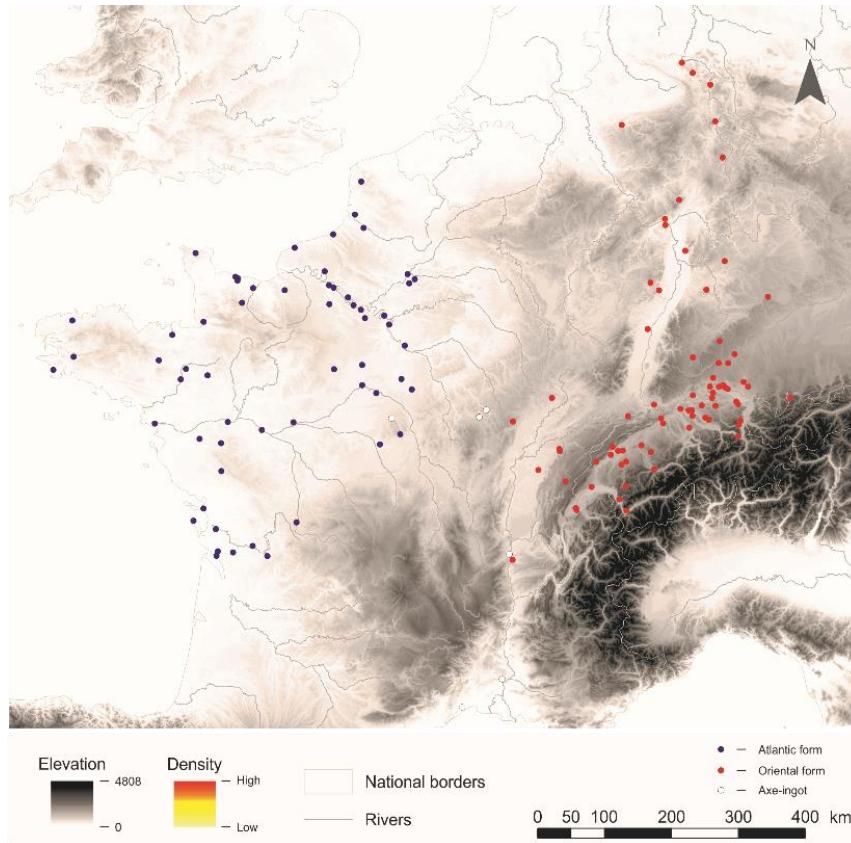 N
Elevation
4808
0
Density
High
Low
National borders
Rivers
Atlantic form
Oriental form
Axe-ingot
0 50 100 200 300 400 km